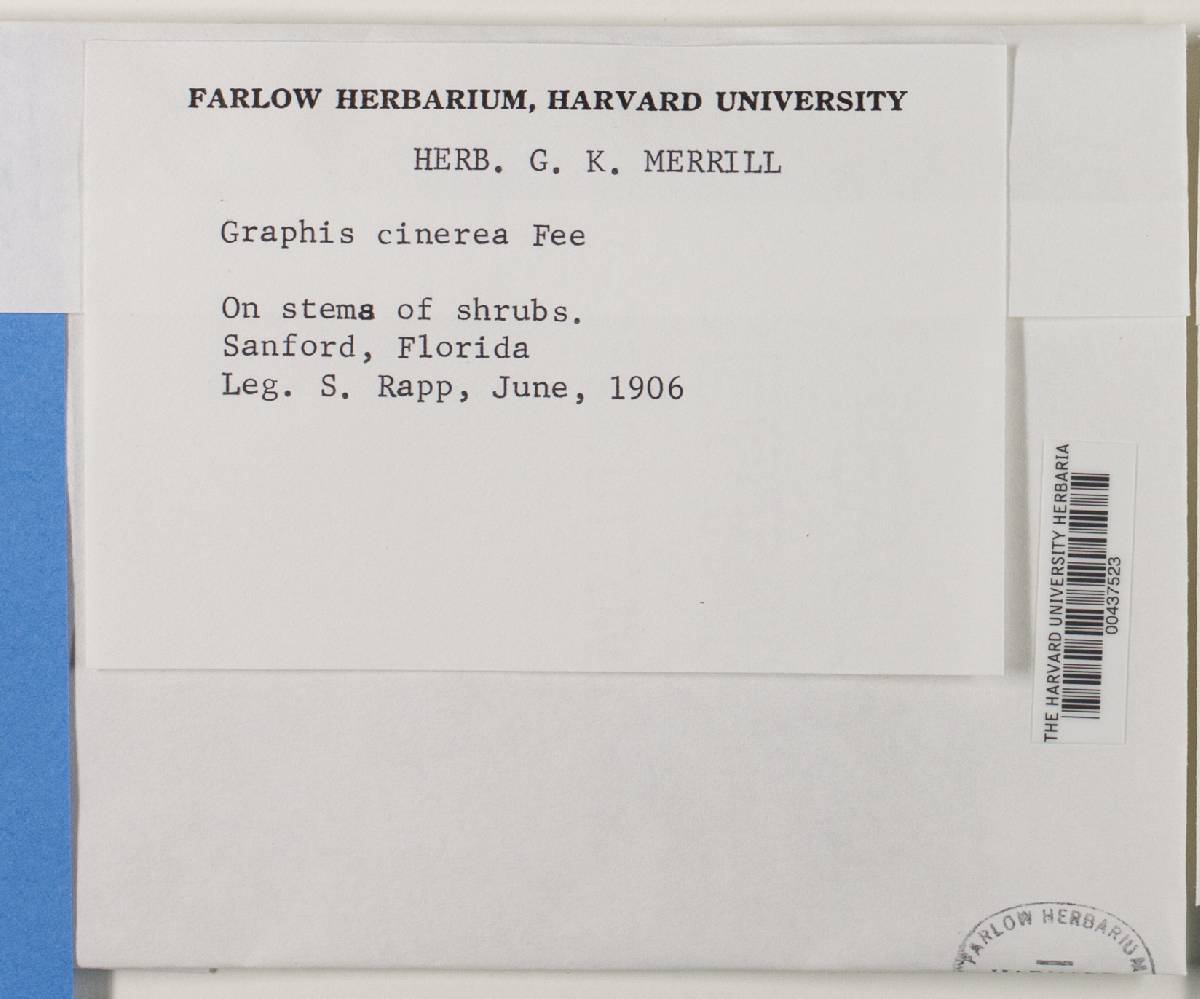 FARLOW HERBARIUM, HARVARD UNIVERSITY
HERB. G. K. MERRILL
Graphis cinerea Fee
On stems of shrubs.
Sanford, Florida
Leg. S. Rapp, June, 1906
THE HARVARD UNIVERSITY HERBARIA
00437523
FARLOW HERBARIUM